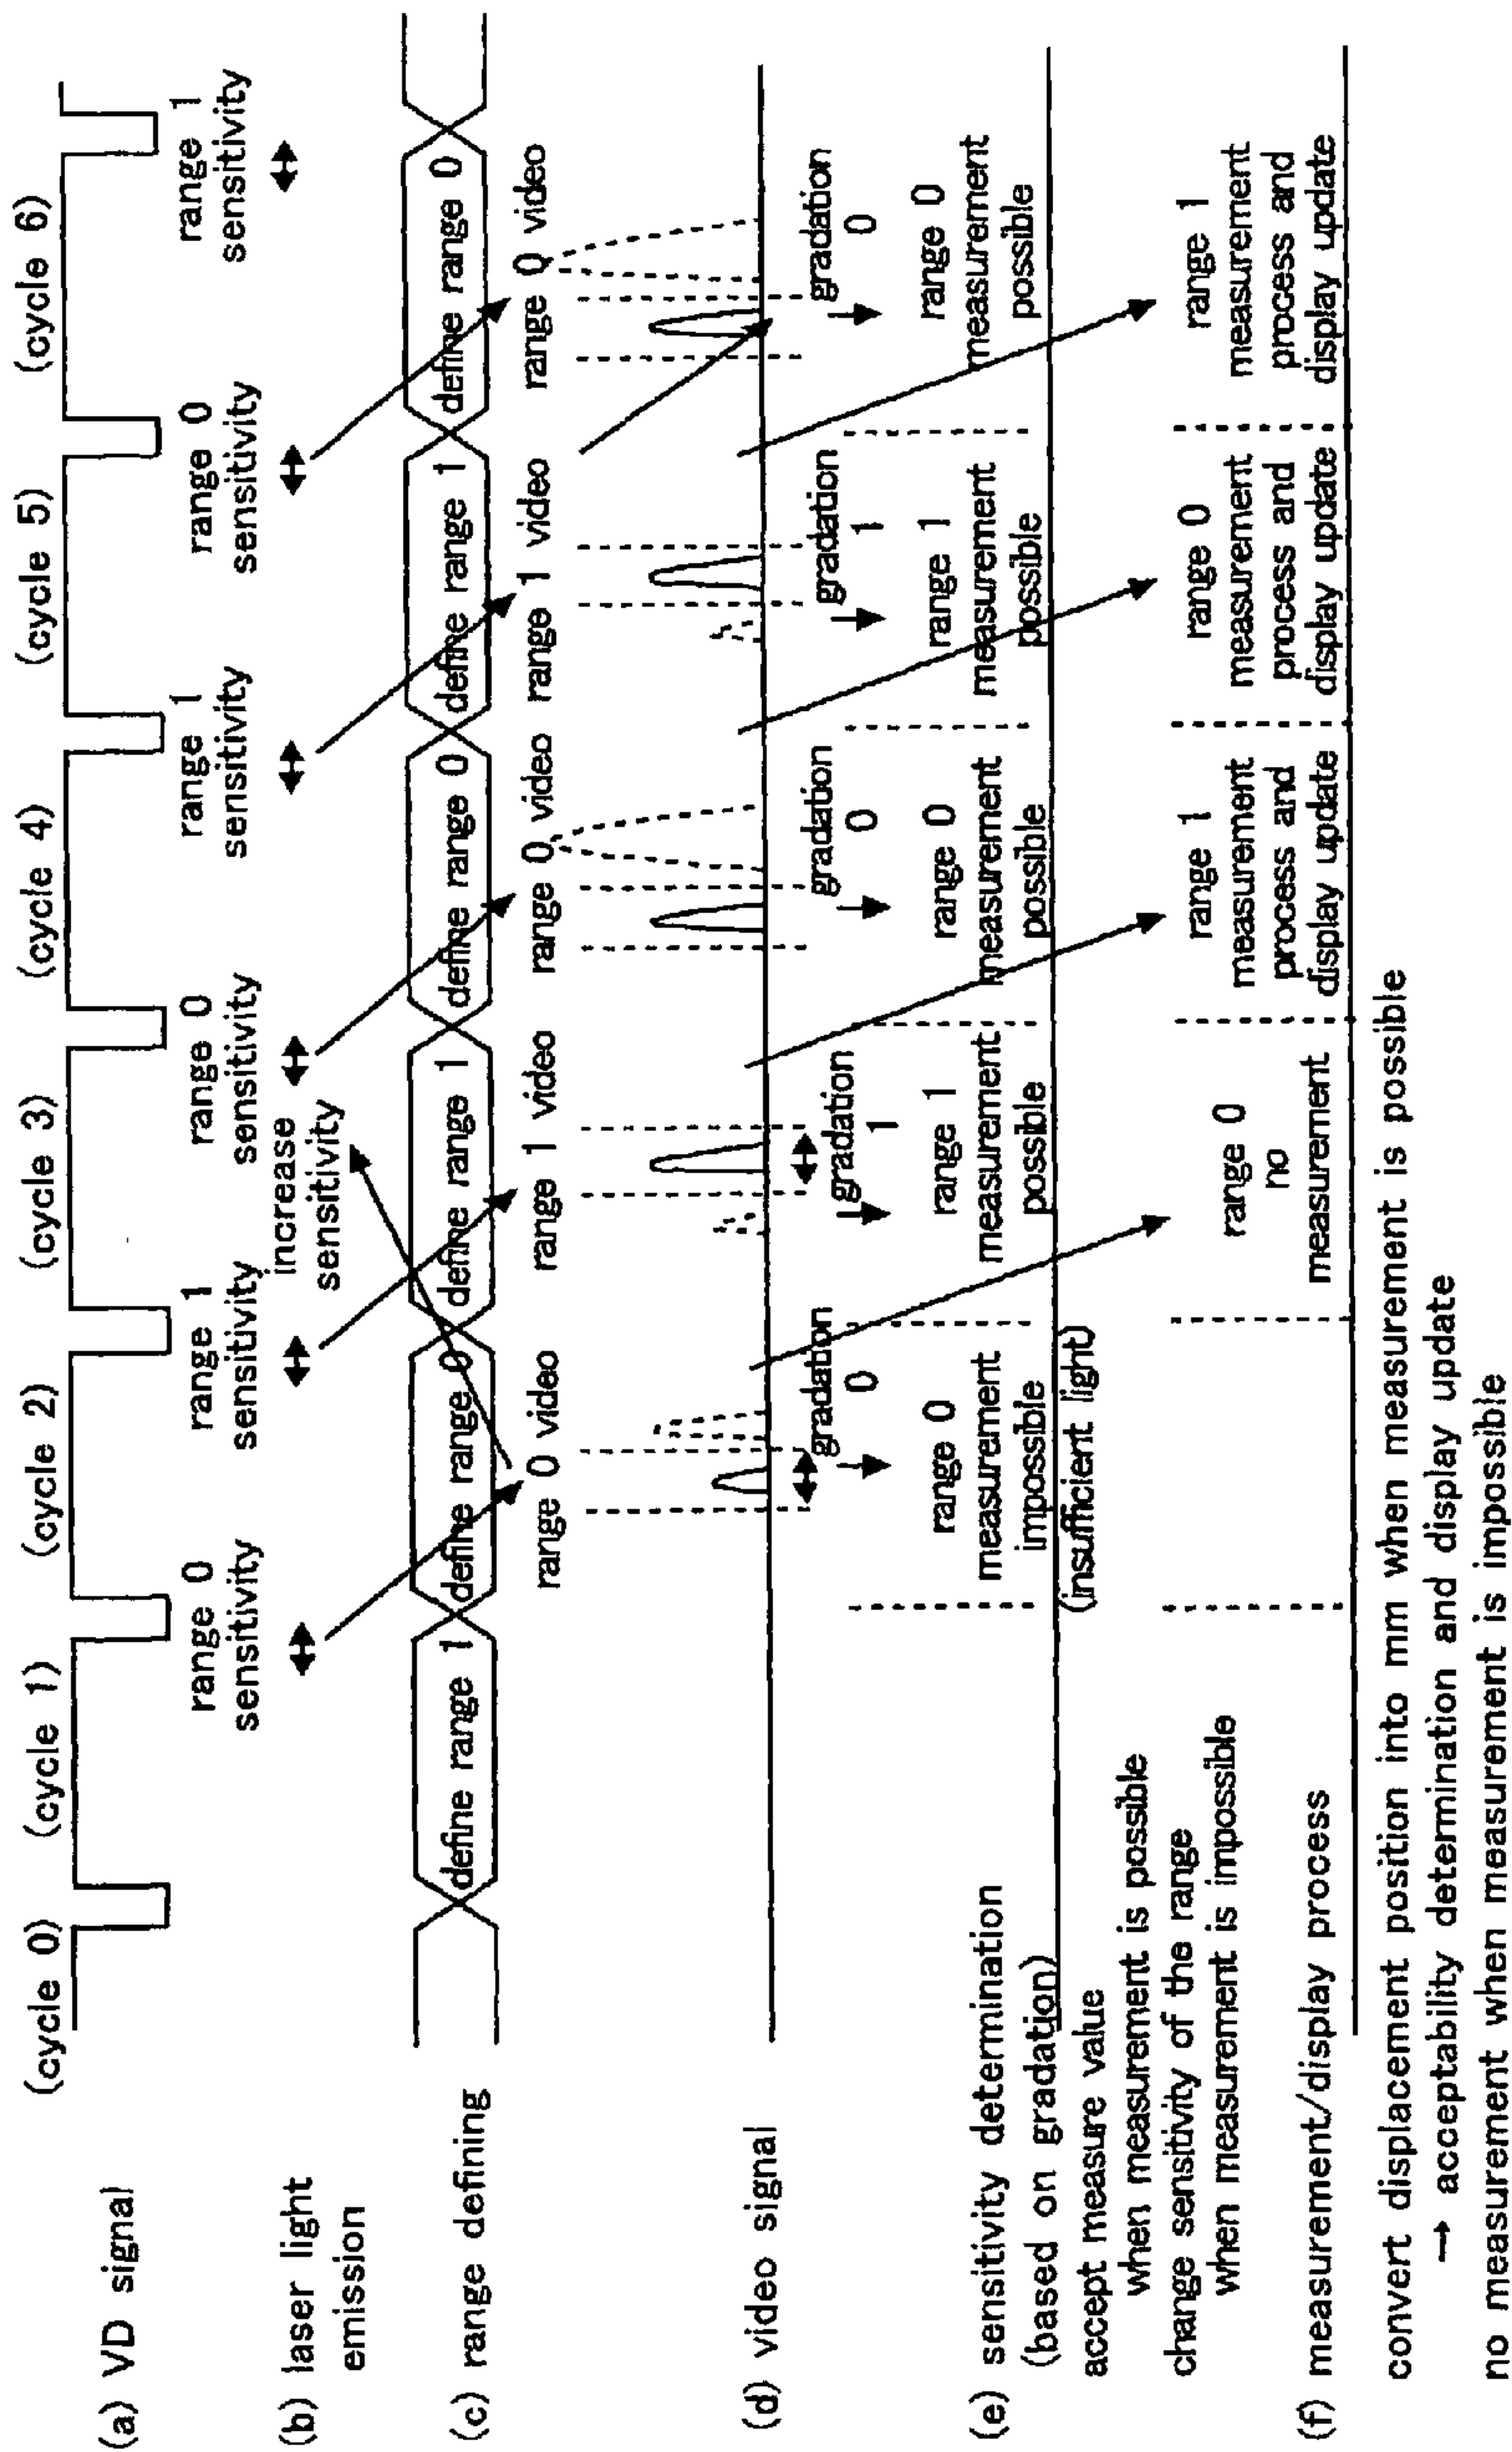 (cycle 0) (cycle 1) (cycle 2) (cycle 3) (cycle 4) (cycle 5) (cycle 6)
(a) VD signal
range 0
sensitivity
range 1
sensitivity
range 0
sensitivity
range 1
sensitivity
range 0
sensitivity
range 1
sensitivity
(b) laser light
emission
increase
sensitivity
(c) range defining
define range 1
define range 0
define range 1
define range 0
define range 1
define range 0
range 0 video
range 1 video
range 0 video
range 1 video
range 0 video
(d) video signal
gradation
0
gradation
1
gradation
0
gradation
1
gradation
0
(e) sensitivity determination
(based on gradation)
accept measure value
when measurement is possible
change sensitivity of the range
when measurement is impossible
range 0
measurement
impossible
(insufficient light)
range 1
measurement
possible
range 0
measurement
possible
range 1
measurement
possible
range 0
measurement
possible
(f) measurement/display process
range 0
no
measurement
range 1
measurement
process and
display update
range 0
measurement
process and
display update
range 1
measurement
process and
display update
convert displacement position into mm when measurement is possible
→ acceptability determination and display update
no measurement when measurement is impossible